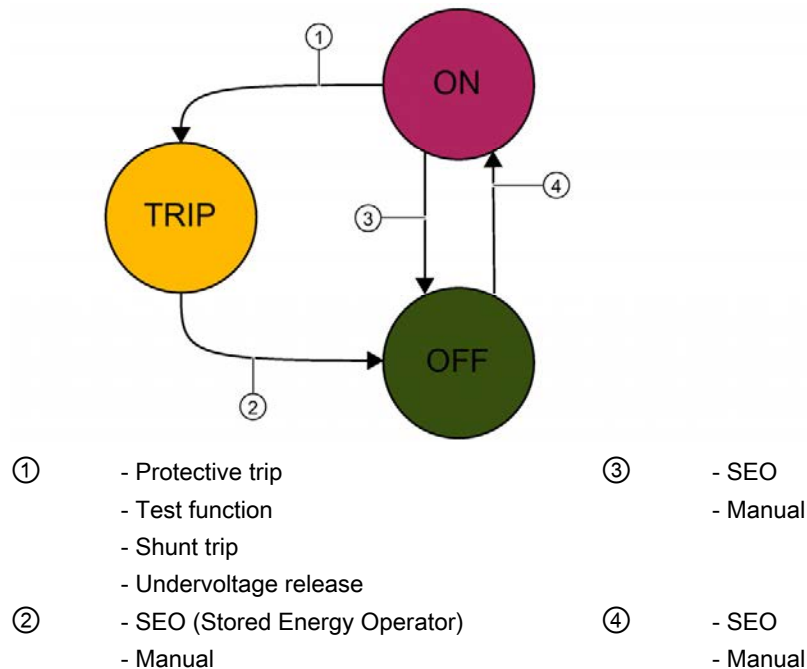 ①
ON
④
TRIP
③
OFF
②
① - Protective trip
- Test function
- Shunt trip
- Undervoltage release
② - SEO (Stored Energy Operator)
- Manual
③ - SEO
- Manual
④ - SEO
- Manual